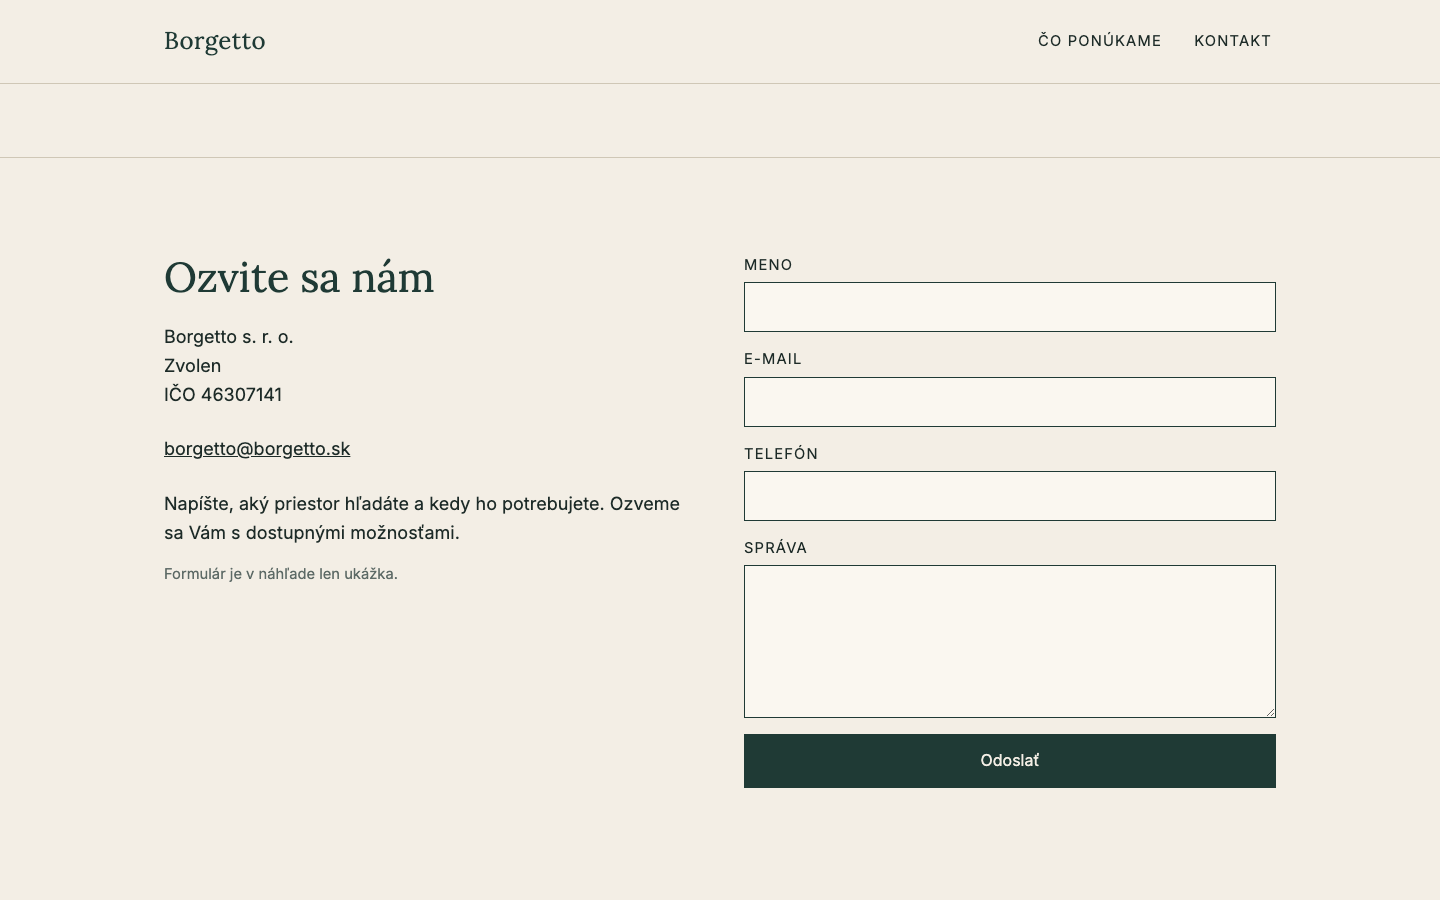 Borgetto
ČO PONÚKAME
KONTAKT
Ozvite sa nám
Borgetto s. r. o.
Zvolen
IČO 46307141
borgetto@borgetto.sk
Napíšte, aký priestor hľadáte a kedy ho potrebujete. Ozveme
sa Vám s dostupnými možnosťami.
Formulár je v náhľade len ukážka.
MENO
E-MAIL
TELEFÓN
SPRÁVA
Odoslať